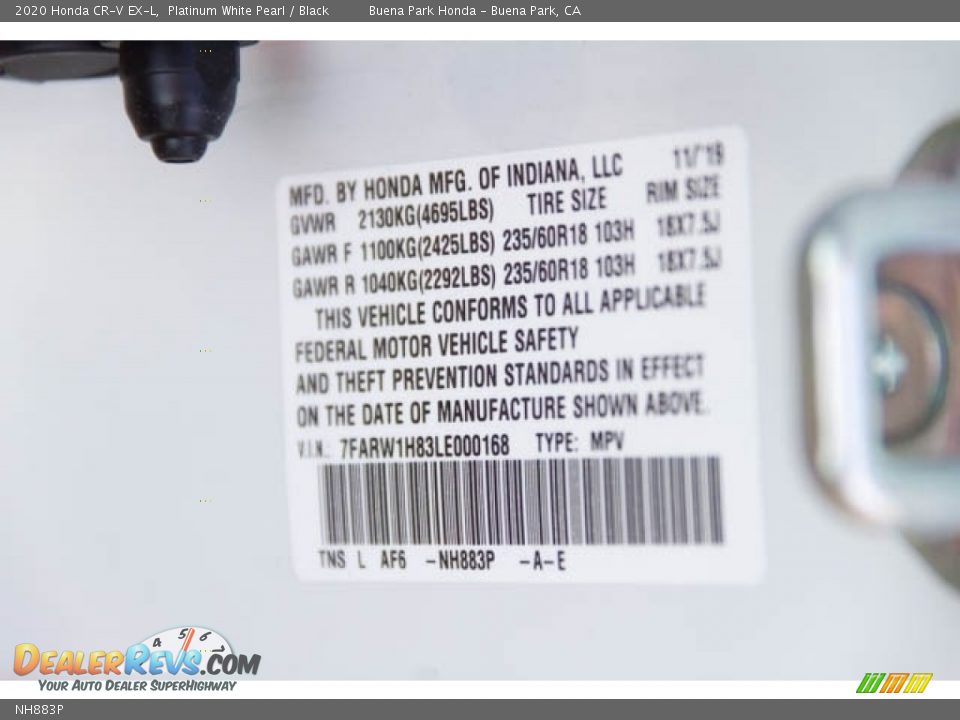 2020 Honda CR-V EX-L, Platinum White Pearl / Black Buena Park Honda - Buena Park, CA
MFD. BY HONDA MFG. OF INDIANA, LLC 11/'19
GVWR 2130KG(4695LBS) TIRE SIZE RIM SIZE
GAWR F 1100KG(2425LBS) 235/60R18 103H 18X7.5J
GAWR R 1040KG(2292LBS) 235/60R18 103H 18X7.5J
THIS VEHICLE CONFORMS TO ALL APPLICABLE
FEDERAL MOTOR VEHICLE SAFETY
AND THEFT PREVENTION STANDARDS IN EFFECT
ON THE DATE OF MANUFACTURE SHOWN ABOVE.
V.I.N.: 7FARW1H83LE000168 TYPE: MPV
TNS L AF6 -NH883P -A-E
4 5 6 7
DEALERREVS.COM
YOUR AUTO DEALER SUPERHIGHWAY
NH883P